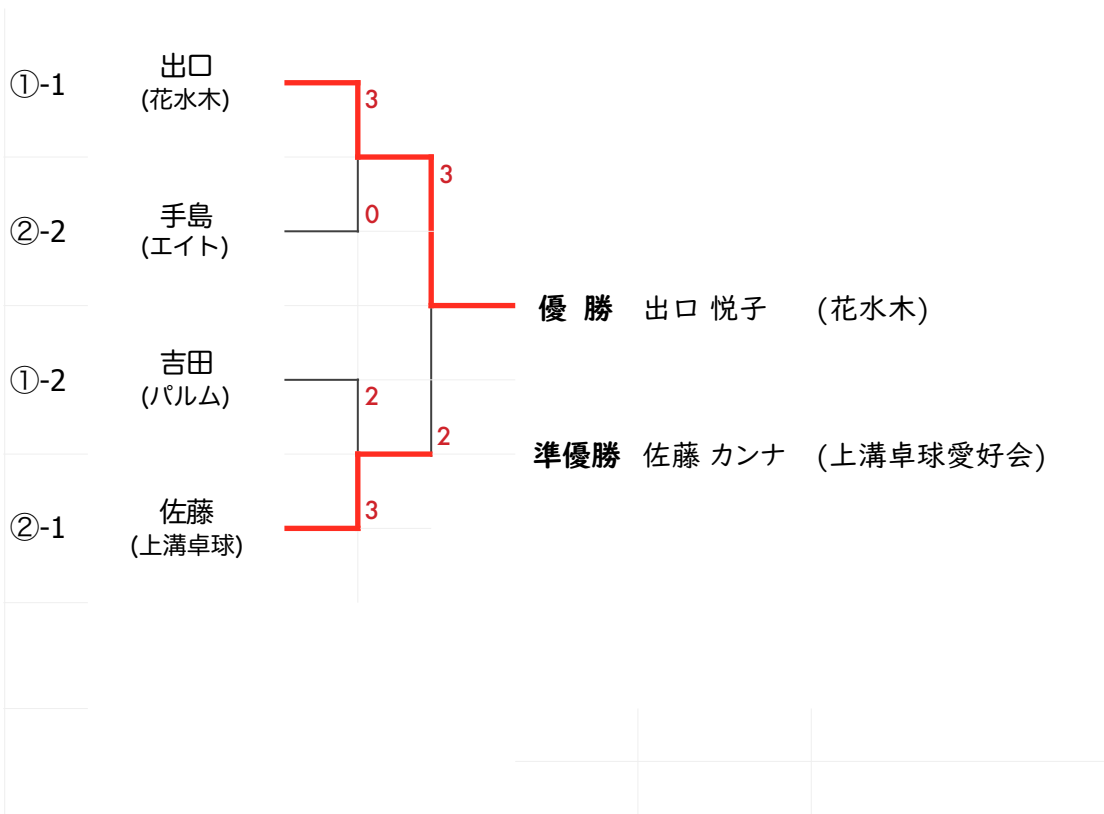 ①-1
出口
(花水木)
3
3
②-2
手島
(エイト)
0
優 勝 出口 悦子 (花水木)
①-2
吉田
(パルム)
2
2
準優勝 佐藤 カンナ (上溝卓球愛好会)
②-1
佐藤
(上溝卓球)
3